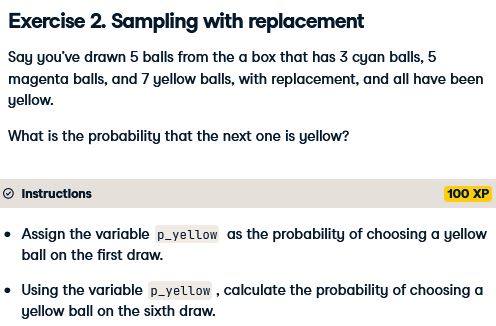 Exercise 2. Sampling with replacement
Say you've drawn 5 balls from the a box that has 3 cyan balls, 5
magenta balls, and 7 yellow balls, with replacement, and all have been
yellow.
What is the probability that the next one is yellow?
Instructions
100 XP
• Assign the variable p_yellow as the probability of choosing a yellow
ball on the first draw.
• Using the variable p_yellow , calculate the probability of choosing a
yellow ball on the sixth draw.